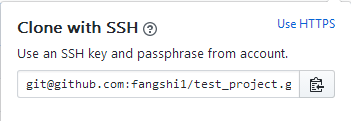 Clone with SSH ?
Use HTTPS
Use an SSH key and passphrase from account.
git@github.com:fangshi1/test_project.g